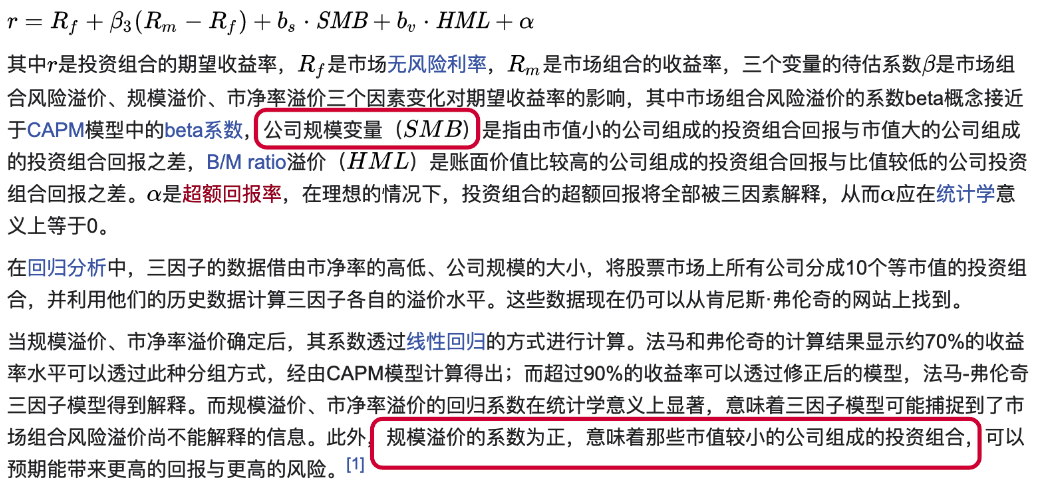 r = R_f + β_3(R_m − R_f) + b_s · SMB + b_v · HML + α
其中r是投资组合的期望收益率，R_f是市场无风险利率，R_m是市场组合的收益率，三个变量的待估系数β是市场组
合风险溢价、规模溢价、市净率溢价三个因素变化对期望收益率的影响，其中市场组合风险溢价的系数beta概念接近
于CAPM模型中的beta系数，公司规模变量（SMB）是指由市值小的公司组成的投资组合回报与市值大的公司组成
的投资组合回报之差，B/M ratio溢价（HML）是账面价值比较高的公司组成的投资组合回报与比值较低的公司投资
组合回报之差。α是超额回报率，在理想的情况下，投资组合的超额回报将全部被三因素解释，从而α应在统计学意
义上等于0。
在回归分析中，三因子的数据借由市净率的高低、公司规模的大小，将股票市场上所有公司分成10个等市值的投资组
合，并利用他们的历史数据计算三因子各自的溢价水平。这些数据现在仍可以从肯尼斯·弗伦奇的网站上找到。
当规模溢价、市净率溢价确定后，其系数透过线性回归的方式进行计算。法马和弗伦奇的计算结果显示约70%的收益
率水平可以透过此种分组方式，经由CAPM模型计算得出；而超过90%的收益率可以透过修正后的模型，法马-弗伦奇
三因子模型得到解释。而规模溢价、市净率溢价的回归系数在统计学意义上显著，意味着三因子模型可能捕捉到了市
场组合风险溢价尚不能解释的信息。此外，规模溢价的系数为正，意味着那些市值较小的公司组成的投资组合，可以
预期能带来更高的回报与更高的风险。[1]